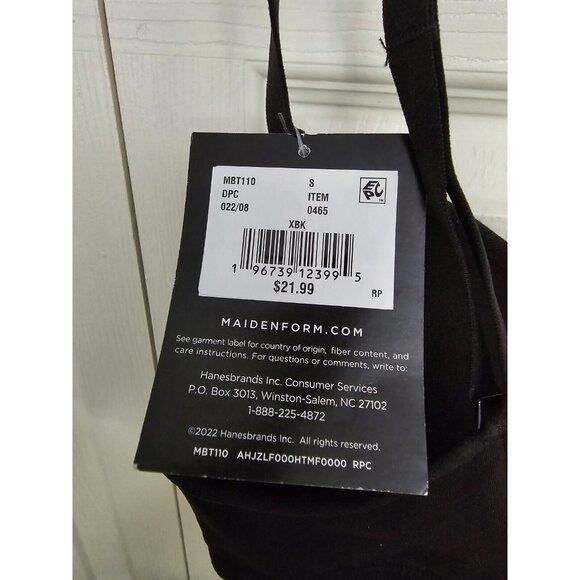 MBT110 S
DPC ITEM
022/08 0465
EPC™
XBK
1 96739 12399 5
$21.99 RP
MAIDENFORM.COM
See garment label for country of origin, fiber content, and
care instructions. For questions or comments, write to:
Hanesbrands Inc. Consumer Services
P.O. Box 3013, Winston-Salem, NC 27102
1-888-225-4872
©2022 Hanesbrands Inc. All rights reserved.
MBT110 AHJZLF000HTMF0000 RPC